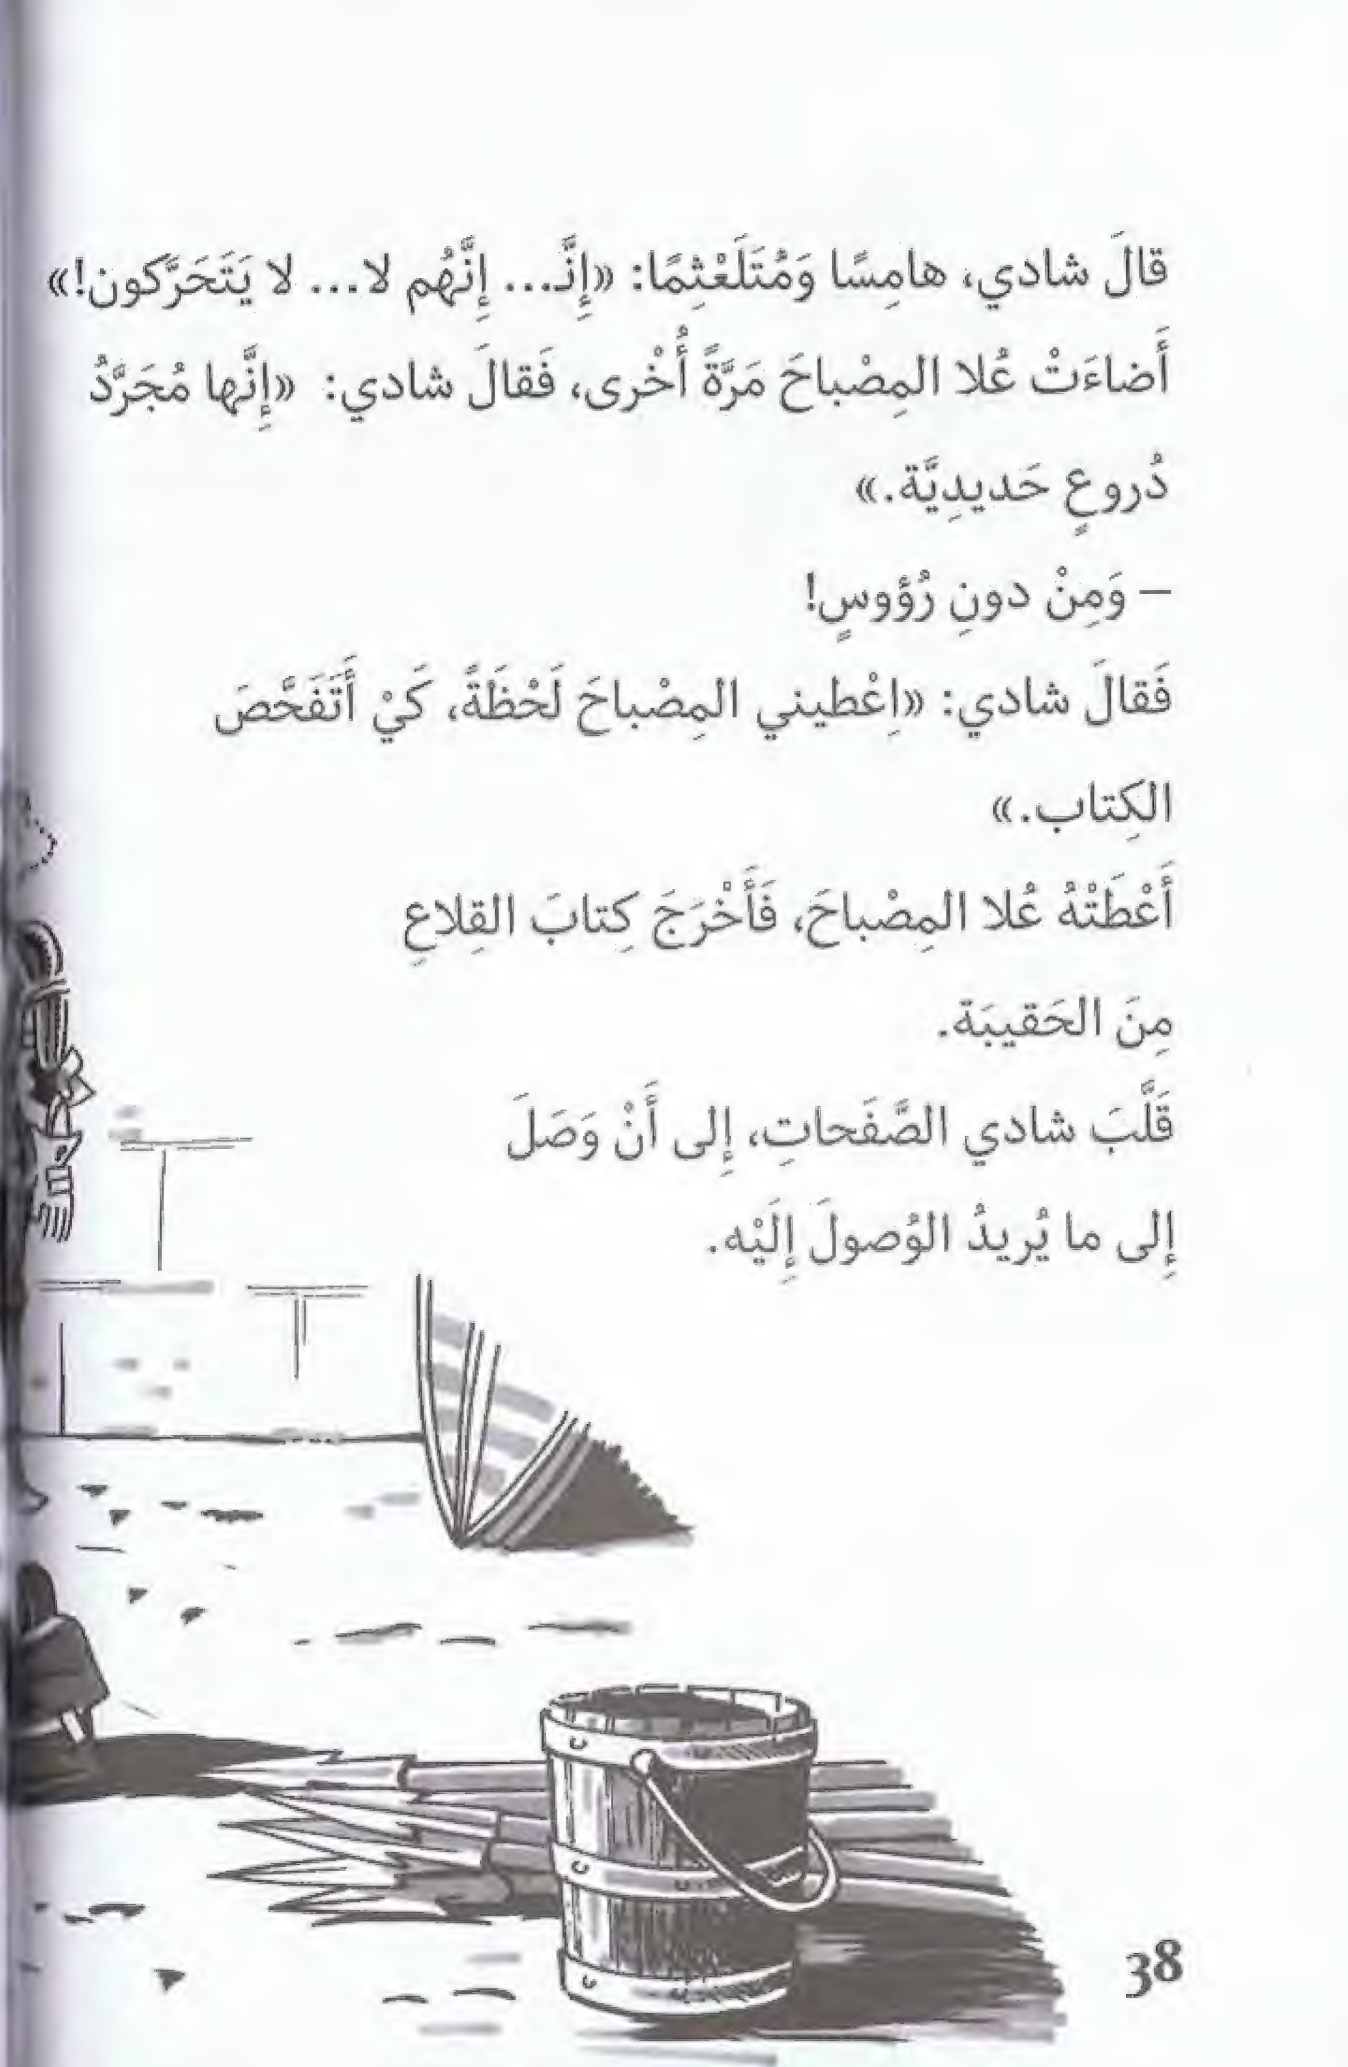 قالَ شادي، هامِسًا وَمُتَلَعْثِمًا: «إِنَّـ... إِنَّهُم لا... لا يَتَحَرَّكون!»
أَضاءَتْ عُلا المِصْباحَ مَرَّةً أُخْرى، فَقالَ شادي: «إِنَّها مُجَرَّدُ
دُروعٍ حَديدِيَّة.»
– وَمِنْ دونِ رُؤوسٍ!
فَقالَ شادي: «اِعْطيني المِصْباحَ لَحْظَةً، كَيْ أَتَفَحَّصَ
الكِتاب.»
أَعْطَتْهُ عُلا المِصْباحَ، فَأَخْرَجَ كِتابَ القِلاعِ
مِنَ الحَقيبَة.
قَلَّبَ شادي الصَّفَحاتِ، إِلى أَنْ وَصَلَ
إِلى ما يُريدُ الوُصولَ إِلَيْه.
38